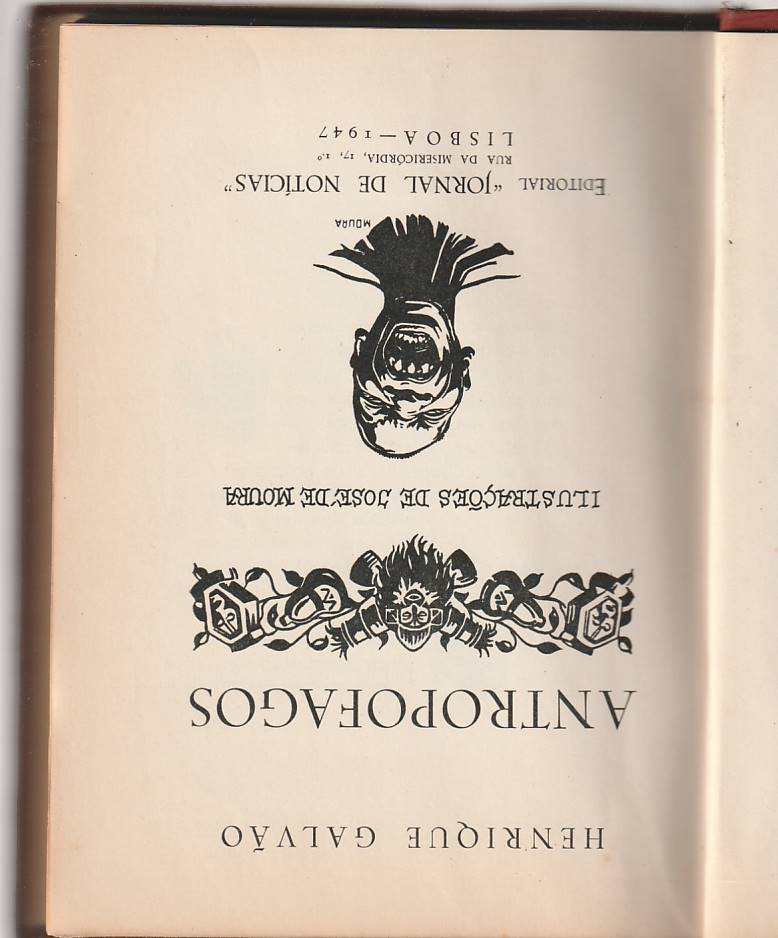 HENRIQUE GALVÃO
ANTROPOFAGOS
ILUSTRAÇÕES DE JOSÉ DE MOURA
MOURA
EDITORIAL "JORNAL DE NOTÍCIAS"
RUA DA MISERICÓRDIA, 17, 1.º
LISBOA — 1947